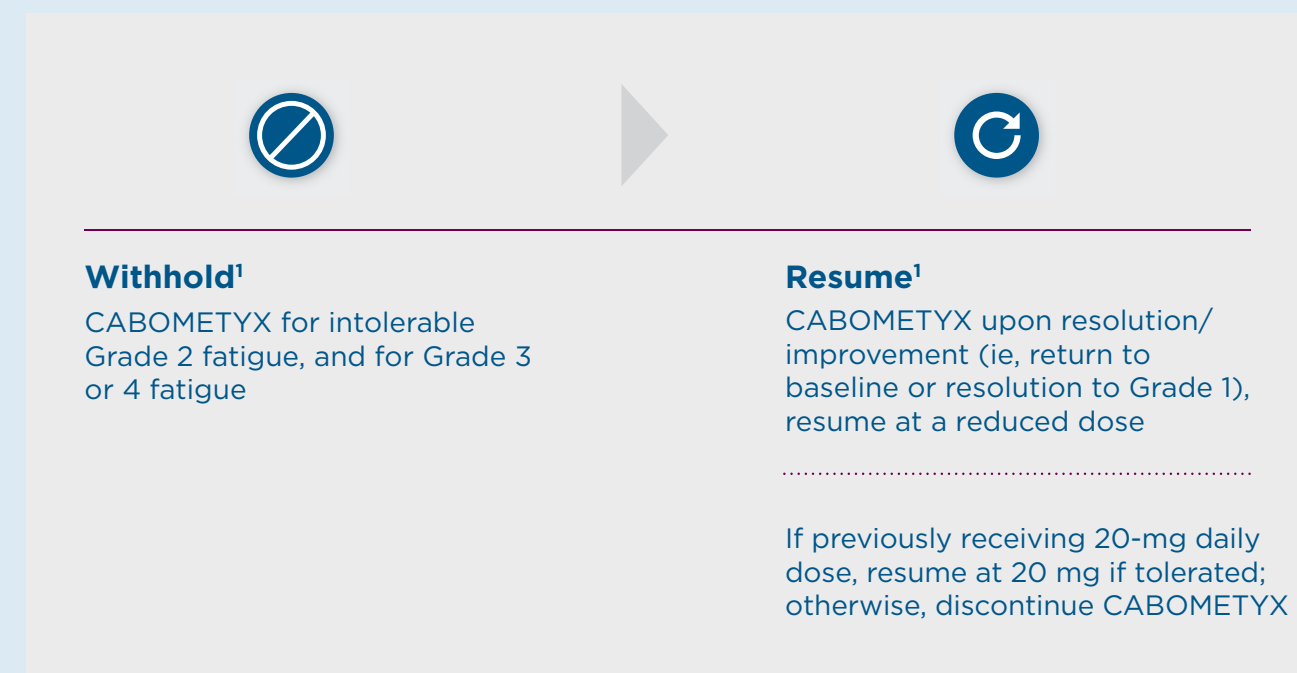 Withhold¹
CABOMETYX for intolerable
Grade 2 fatigue, and for Grade 3
or 4 fatigue
Resume¹
CABOMETYX upon resolution/
improvement (ie, return to
baseline or resolution to Grade 1),
resume at a reduced dose
If previously receiving 20-mg daily
dose, resume at 20 mg if tolerated;
otherwise, discontinue CABOMETYX